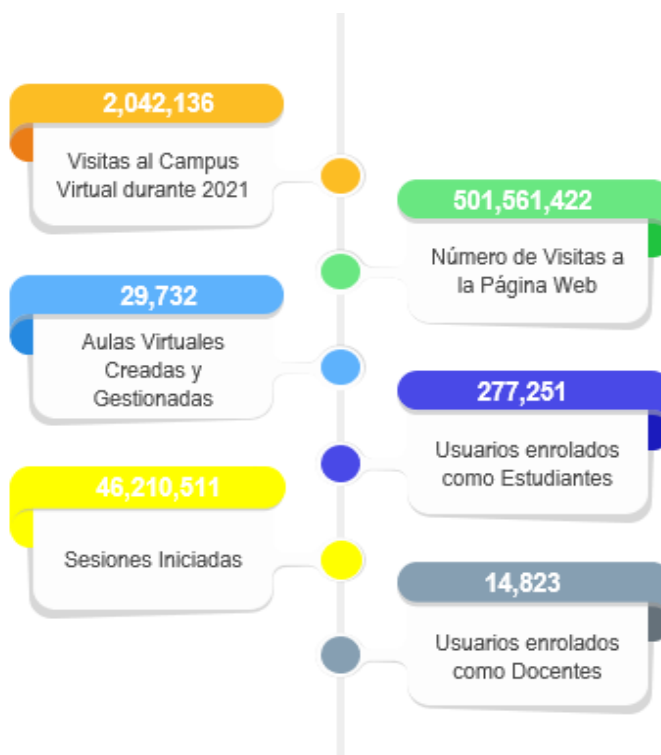 2,042,136
Visitas al Campus
Virtual durante 2021
501,561,422
Número de Visitas a
la Página Web
29,732
Aulas Virtuales
Creadas y
Gestionadas
277,251
Usuarios enrolados
como Estudiantes
46,210,511
Sesiones Iniciadas
14,823
Usuarios enrolados
como Docentes